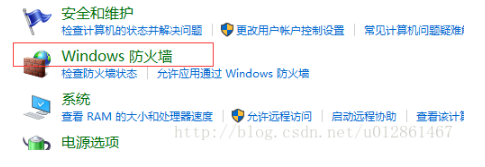 安全和维护
检查计算机的状态并解决问题 更改用户帐户控制设置 常见计算机问题疑难
Windows 防火墙
检查防火墙状态 允许应用通过 Windows 防火墙
系统
查看 RAM 的大小和处理器速度 允许远程访问 启动远程协助 查看该计
http://blog.csdn.net/u012861467
电源选项